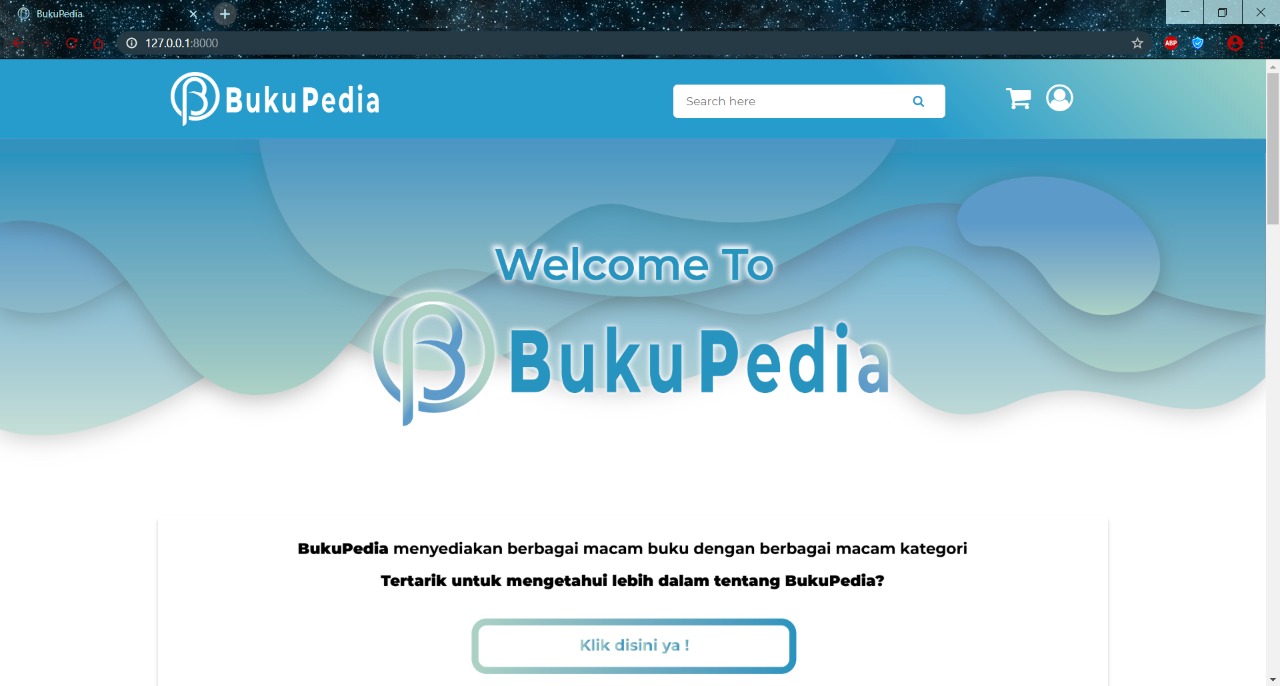 BukuPedia
127.0.0.1:8000
ABP
BukuPedia
Search here
Welcome To
BukuPedia
BukuPedia menyediakan berbagai macam buku dengan berbagai macam kategori
Tertarik untuk mengetahui lebih dalam tentang BukuPedia?
Klik disini ya !